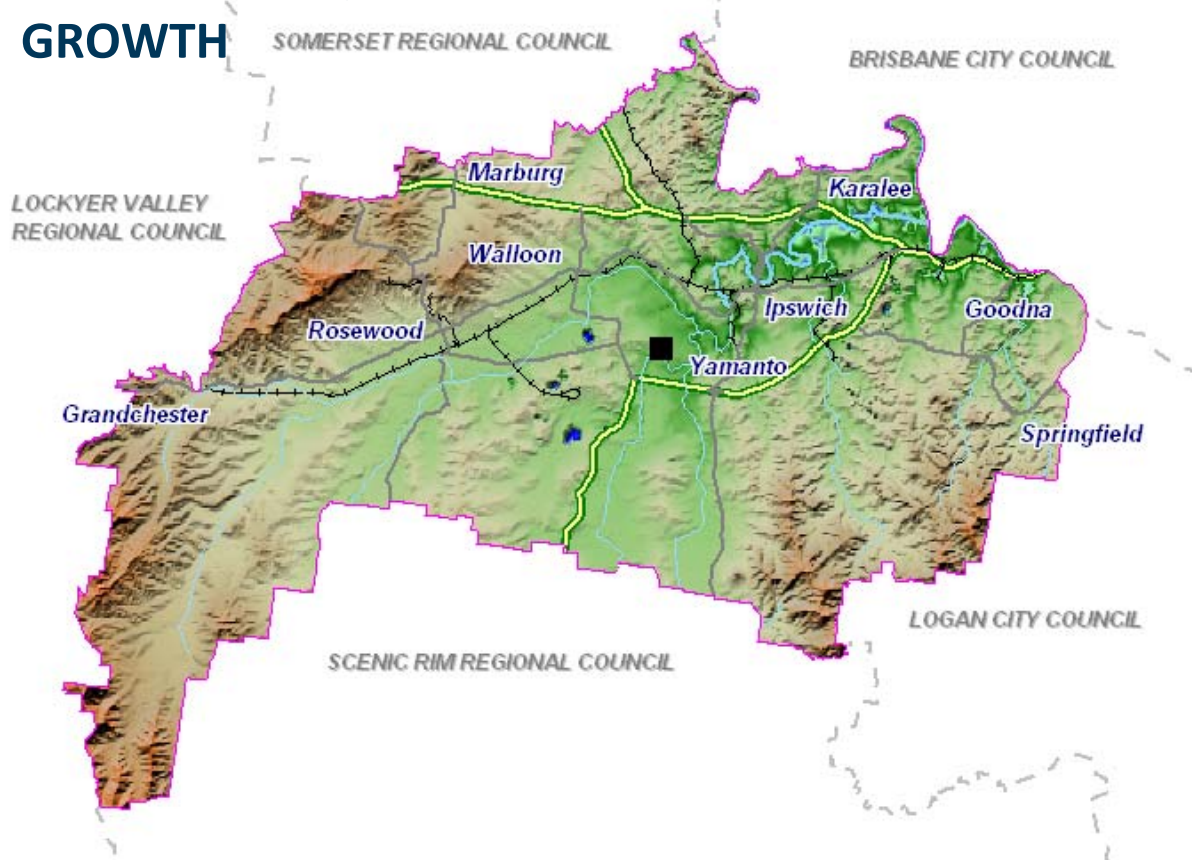 GROWTH
SOMERSET REGIONAL COUNCIL
BRISBANE CITY COUNCIL
Marburg
Karalee
LOCKYER VALLEY
REGIONAL COUNCIL
Walloon
Ipswich
Goodna
Rosewood
Yamanto
Grandchester
Springfield
LOGAN CITY COUNCIL
SCENIC RIM REGIONAL COUNCIL